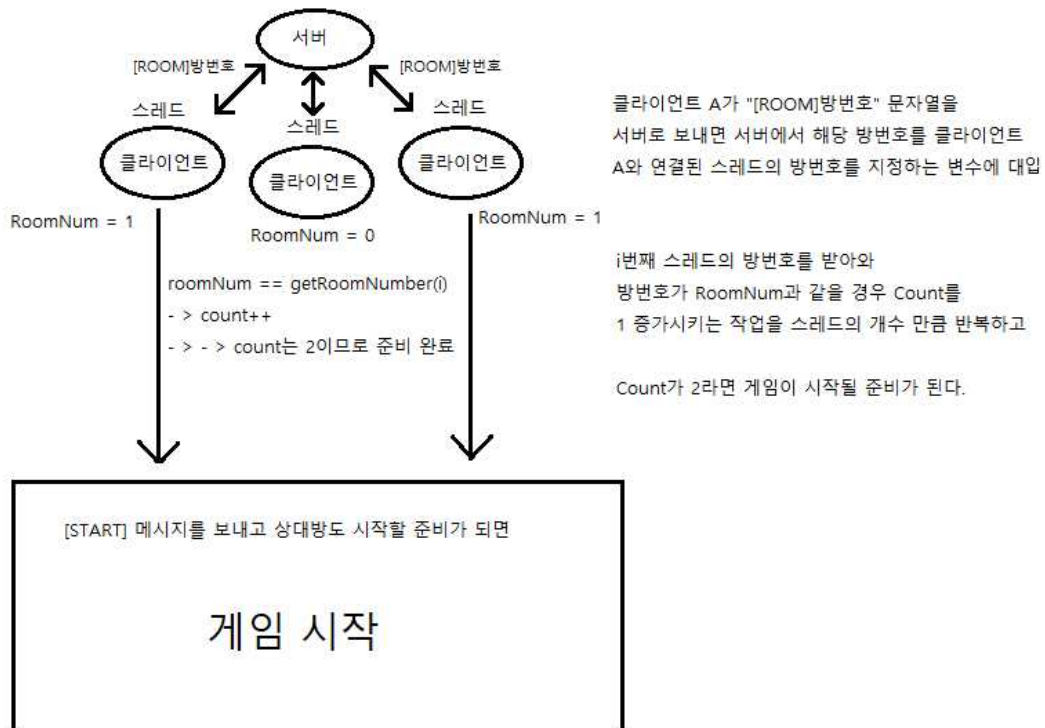 서버
[ROOM]방번호
[ROOM]방번호
스레드
스레드
스레드
클라이언트
클라이언트
클라이언트
RoomNum = 1
RoomNum = 0
RoomNum = 1
roomNum == getRoomNumber(i)
- > count++
- > - > count는 2이므로 준비 완료
클라이언트 A가 "[ROOM]방번호" 문자열을
서버로 보내면 서버에서 해당 방번호를 클라이언트
A와 연결된 스레드의 방번호를 지정하는 변수에 대입
i번째 스레드의 방번호를 받아와
방번호가 RoomNum과 같을 경우 Count를
1 증가시키는 작업을 스레드의 개수 만큼 반복하고
Count가 2라면 게임이 시작될 준비가 된다.
[START] 메시지를 보내고 상대방도 시작할 준비가 되면
게임 시작